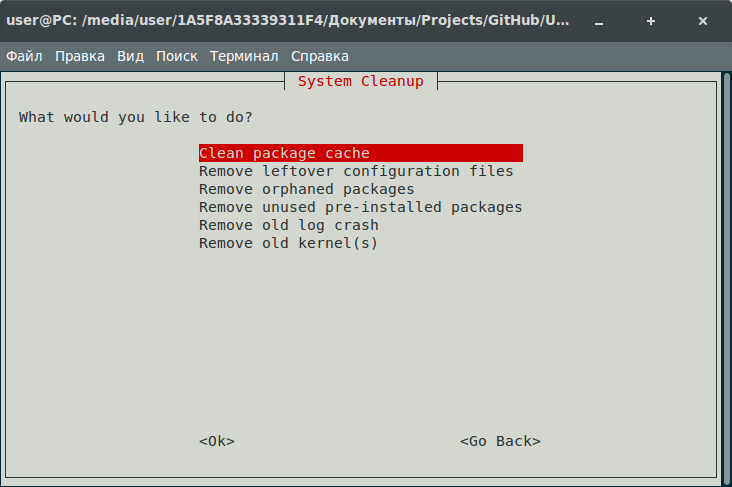 user@PC: /media/user/1A5F8A33339311F4/Документы/Projects/GitHub/U...
Файл Правка Вид Поиск Терминал Справка
System Cleanup
What would you like to do?
Clean package cache
Remove leftover configuration files
Remove orphaned packages
Remove unused pre-installed packages
Remove old log crash
Remove old kernel(s)
<Ok> <Go Back>